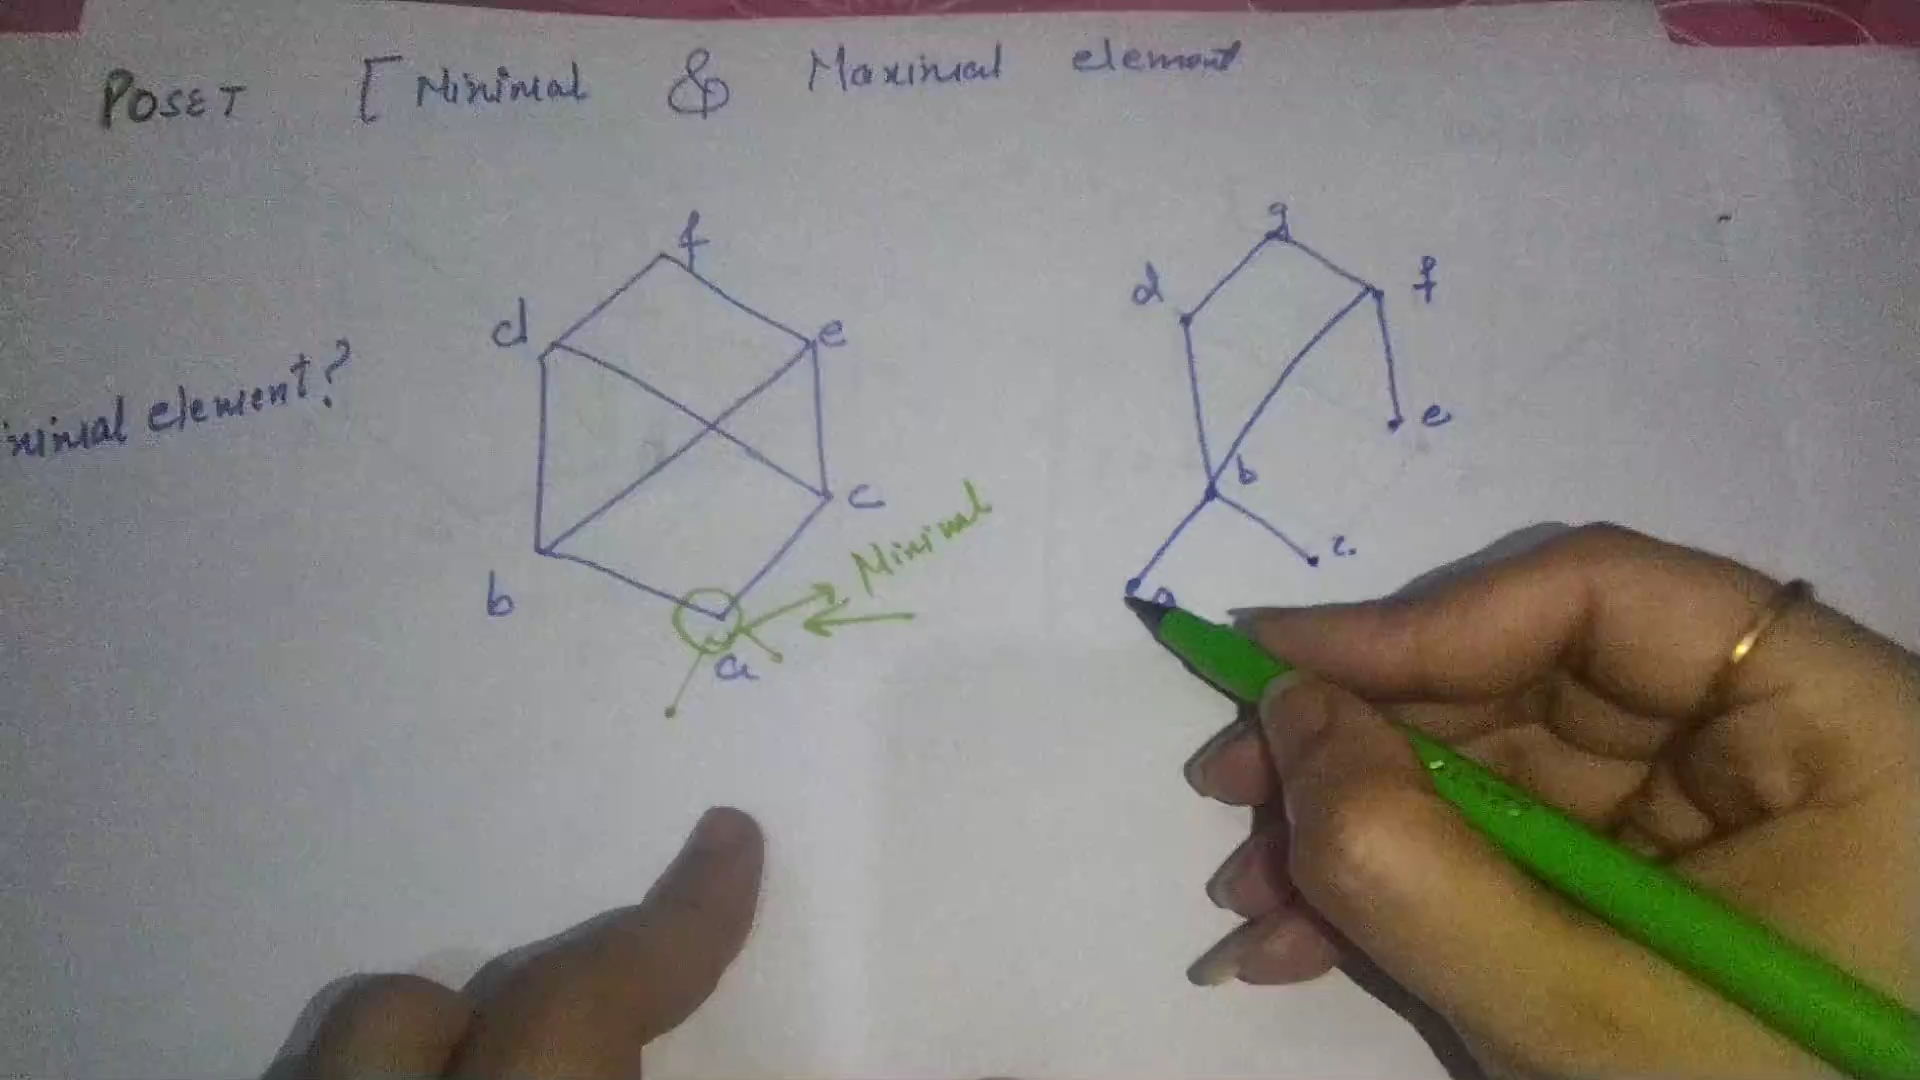 POSET [Minimal & Maximal element
f
d e
inimal element?
b c
a
Minimal
g
d f
e
b
c
a